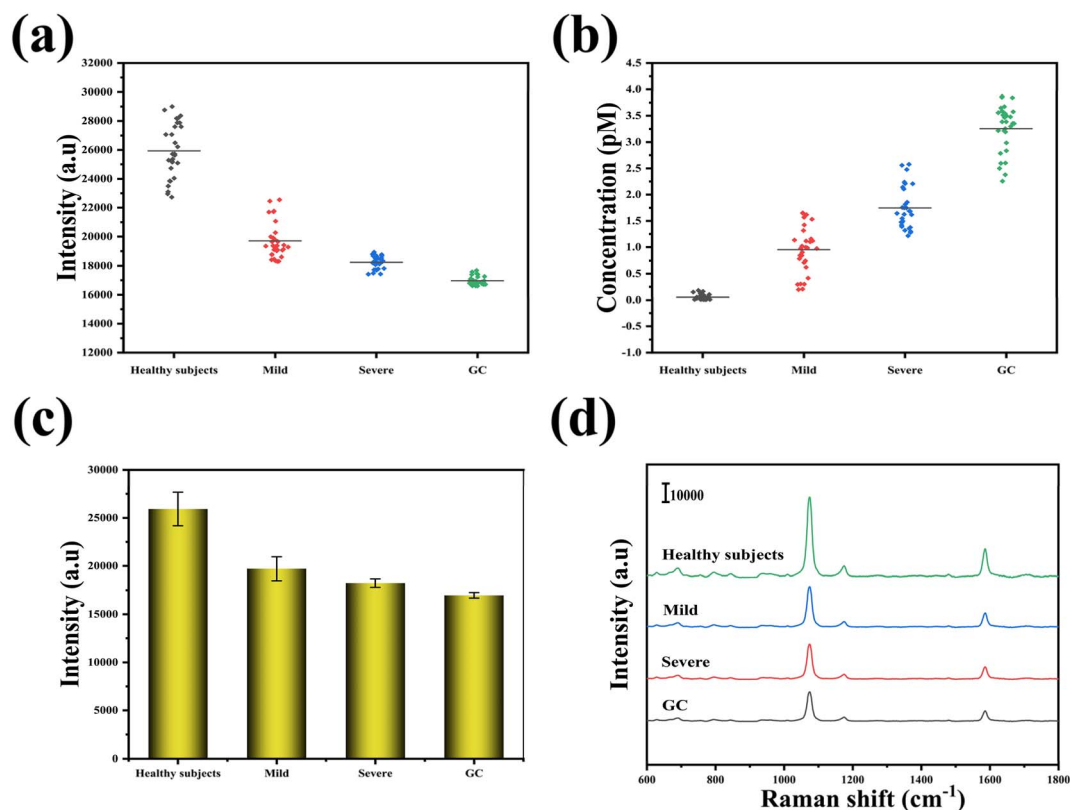 (a)
32000
30000
28000
26000
24000
22000
20000
18000
16000
14000
12000
Intensity (a.u)
Healthy subjects Mild Severe GC
(b)
4.5
4.0
3.5
3.0
2.5
2.0
1.5
1.0
0.5
0.0
-0.5
-1.0
Concentration (pM)
Healthy subjects Mild Severe GC
(c)
30000
25000
20000
15000
10000
5000
0
Intensity (a.u)
Healthy subjects Mild Severe GC
(d)
10000
Healthy subjects
Mild
Severe
GC
Intensity (a.u)
600 800 1000 1200 1400 1600 1800
Raman shift (cm⁻¹)